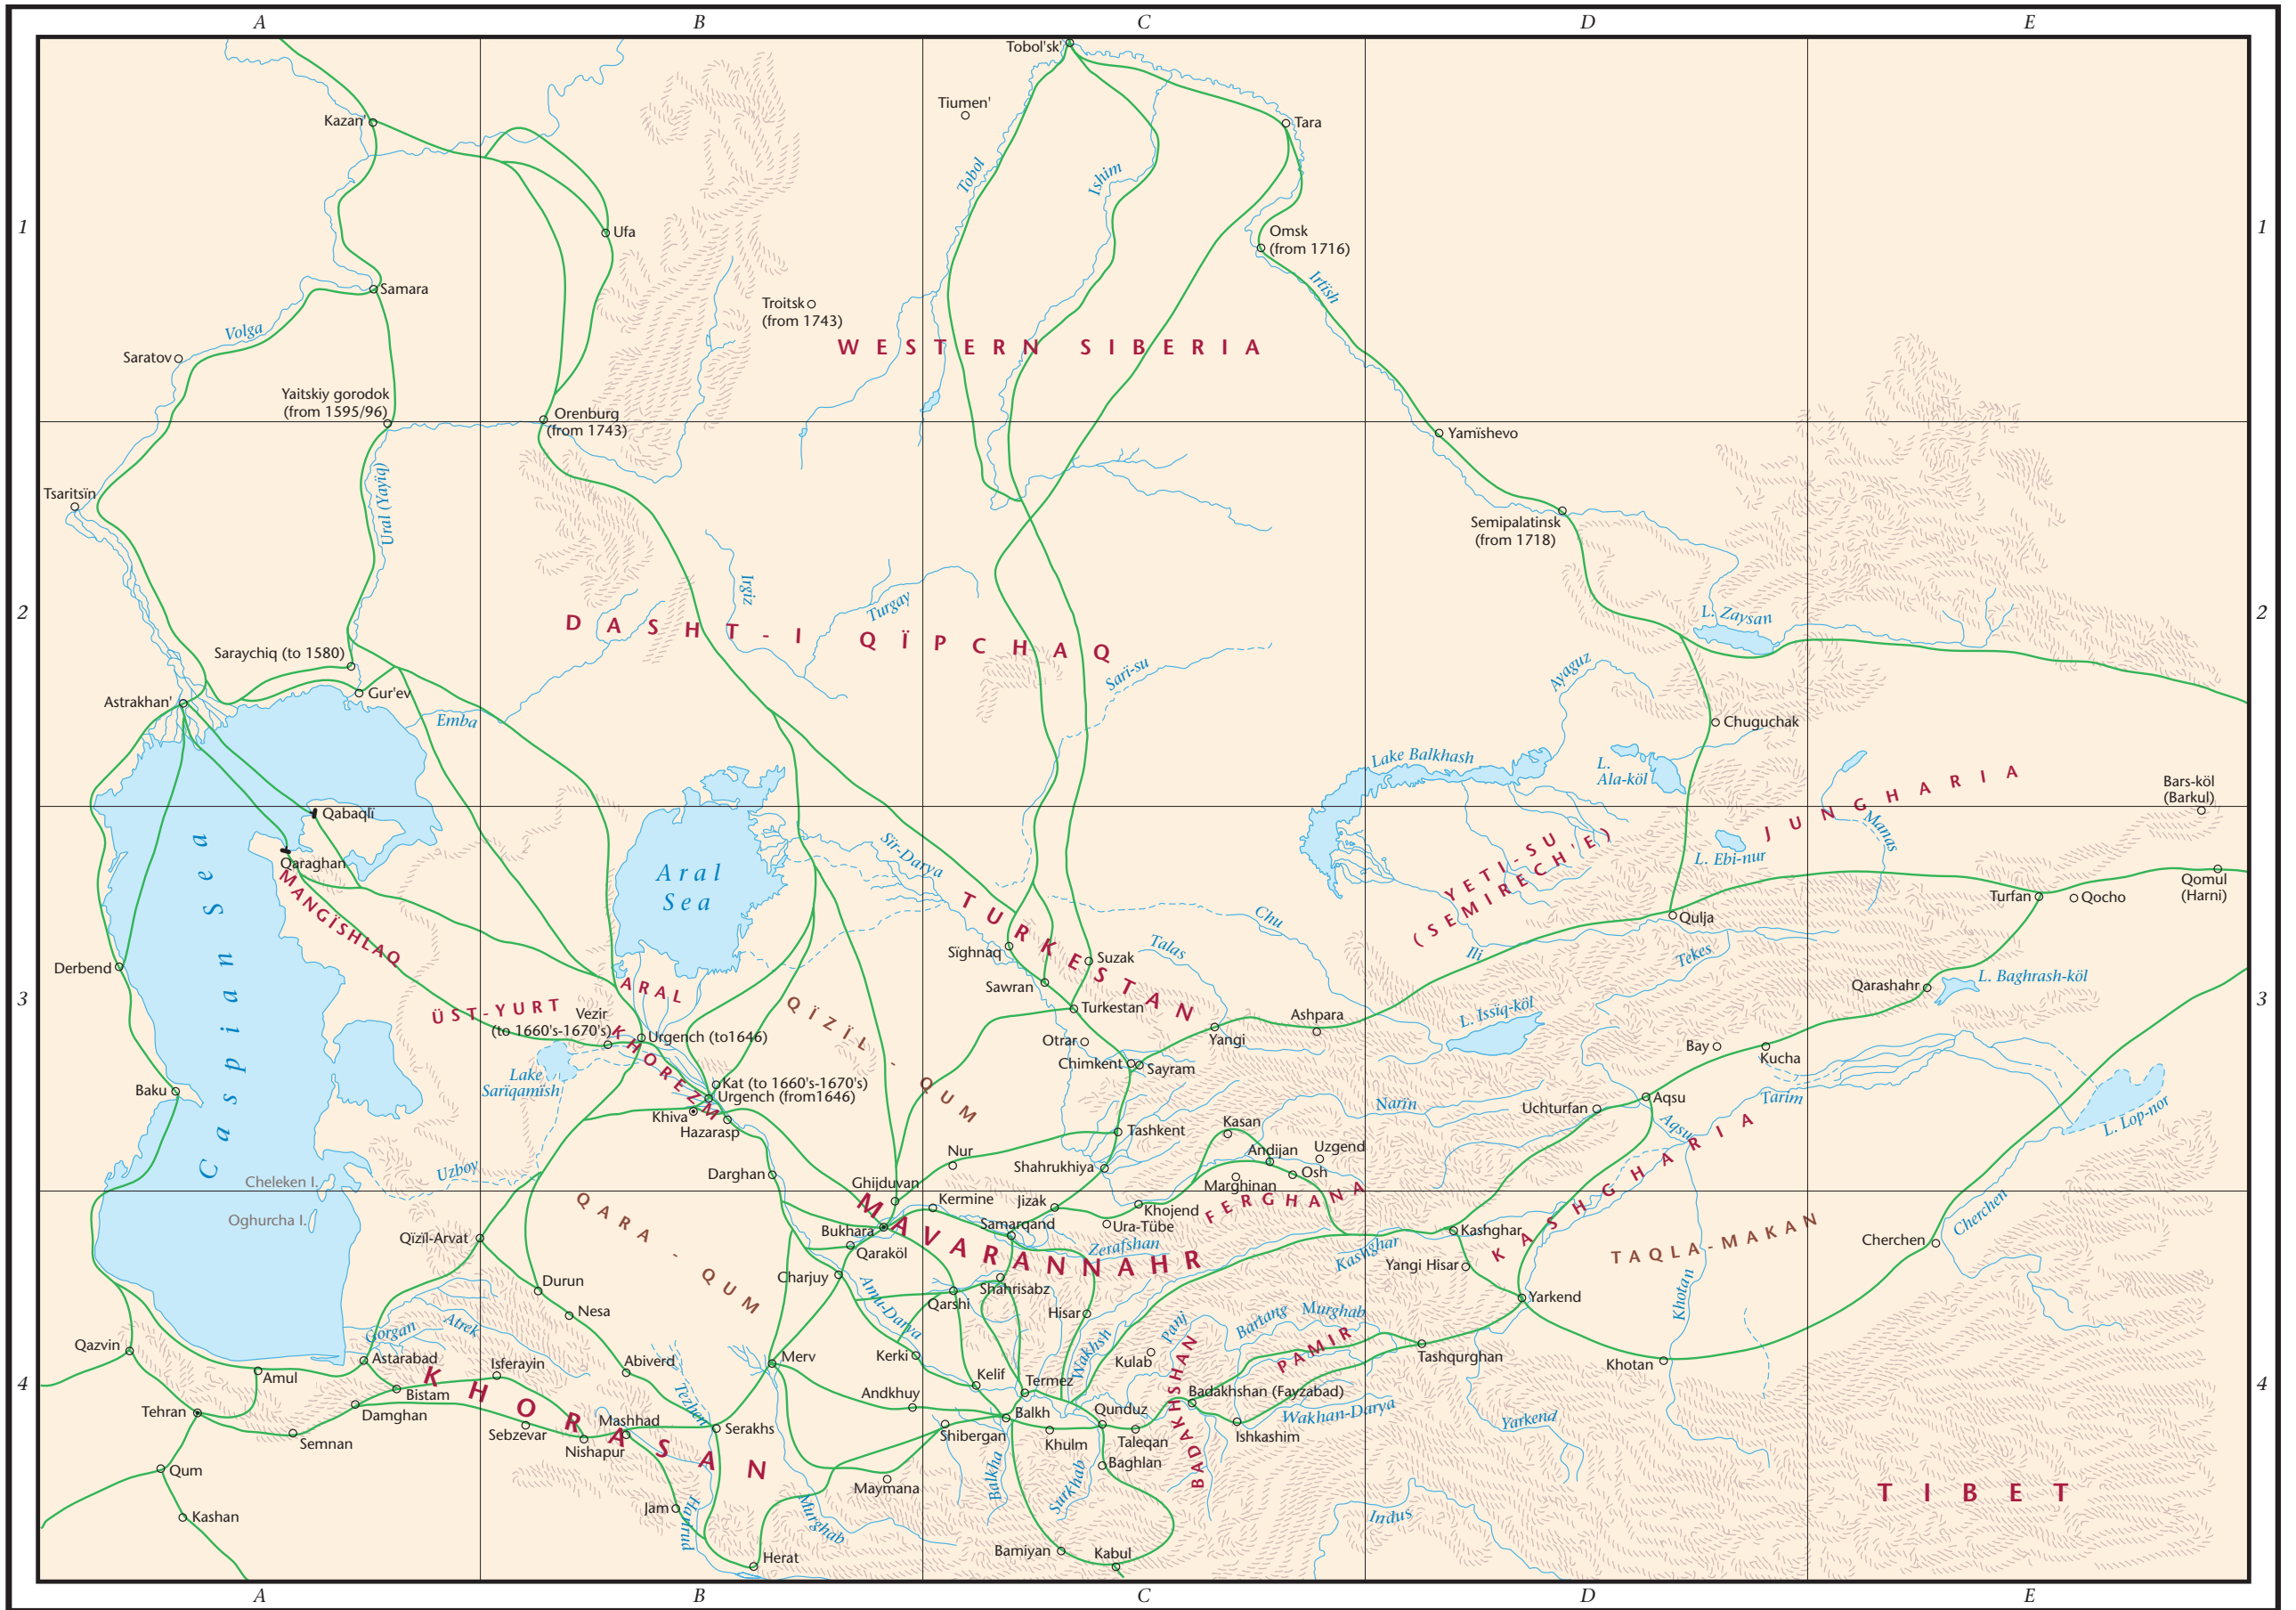 A
B
C
D
E
1
Tobol'sk'
Kazan'
Tiumen'
Tara
Tobol
Ishim
Ufa
Omsk
(from 1716)
Irtïsh
Samara
Volga
Troitsk
(from 1743)
Saratov
WESTERN SIBERIA
Yaitskiy gorodok
(from 1595/96)
Orenburg
(from 1743)
1
2
Yamïshevo
Tsaritsïn
Ural (Yayïq)
Semipalatinsk
(from 1718)
Irgiz
Turgay
DASHT-I QÏPCHAQ
L. Zaysan
Saraychiq (to 1580)
Gur'ev
Astrakhan'
Emba
Sari-su
Ayaguz
Chuguchak
Lake Balkhash
L.
Ala-köl
JUNGHARIA
Bars-köl
(Barkul)
2
3
Qabaqlï
Qaraghan
MANGÏSHLAQ
Caspian Sea
Aral
Sea
Sïr-Darya
YETI-SU
(SEMIRECH'E)
L. Ebi-nur
Manas
Turfan
Qocho
Qomul
(Harni)
Qulja
TURKESTAN
Chu
Talas
Ili
Tekes
Derbend
Sïghnaq
Suzak
Sawran
Turkestan
Qarashahr
L. Baghrash-köl
ÜST-YURT
ARAL
QÏZÏL-QUM
Vezir
(to 1660's-1670's)
Urgench (to1646)
KHOREZM
Otrar
Yangi
Ashpara
L. Issiq-köl
Chimkent
Sayram
Bay
Kucha
Lake
Sarïqamïsh
Baku
Kat (to 1660's-1670's)
Urgench (from1646)
Khiva
Hazarasp
Narïn
Uchturfan
Aqsu
Aqsu
Tarim
L. Lop-nor
Tashkent
Kasan
Nur
Andijan
Uzgend
Osh
Shahrukhiya
Marghinan
Uzboy
Darghan
Cheleken I.
Ghijduvan
KASHGHARIA
3
4
Oghurcha I.
QARA-QUM
Kermine
Jizak
Khojend
FERGHANA
Cherchen
Qïzïl-Arvat
Bukhara
Samarqand
Ura-Tübe
Zerafshan
MAVARANNAHR
Kashghar
Kashghar
TAQLA-MAKAN
Cherchen
Qaraköl
Charjuy
Amu-Darya
Yangi Hisar
Durun
Qarshi
Shahrisabz
Nesa
Hisar
Yarkend
Khotan
Gorgan
Atrek
Wakhsh
Panj
Bartang
Murghab
PAMIR
Qazvin
Astarabad
Isferayin
Abiverd
Merv
Kerki
Kulab
Tashqurghan
Khotan
Amul
KHORASAN
Bistam
Kelif
Termez
BADAKHSHAN
Badakhshan (Fayzabad)
Tehran
Damghan
Tezhen
Andkhuy
Balkh
Qunduz
Wakhan-Darya
Yarkend
Semnan
Sebzevar
Nishapur
Mashhad
Serakhs
Shibergan
Khulm
Taleqan
Ishkashim
Qum
Maymana
Balkha
Surkhab
Baghlan
TIBET
Kashan
Jam
Harirud
Murghab
Indus
Herat
Bamiyan
Kabul
4
A
B
C
D
E